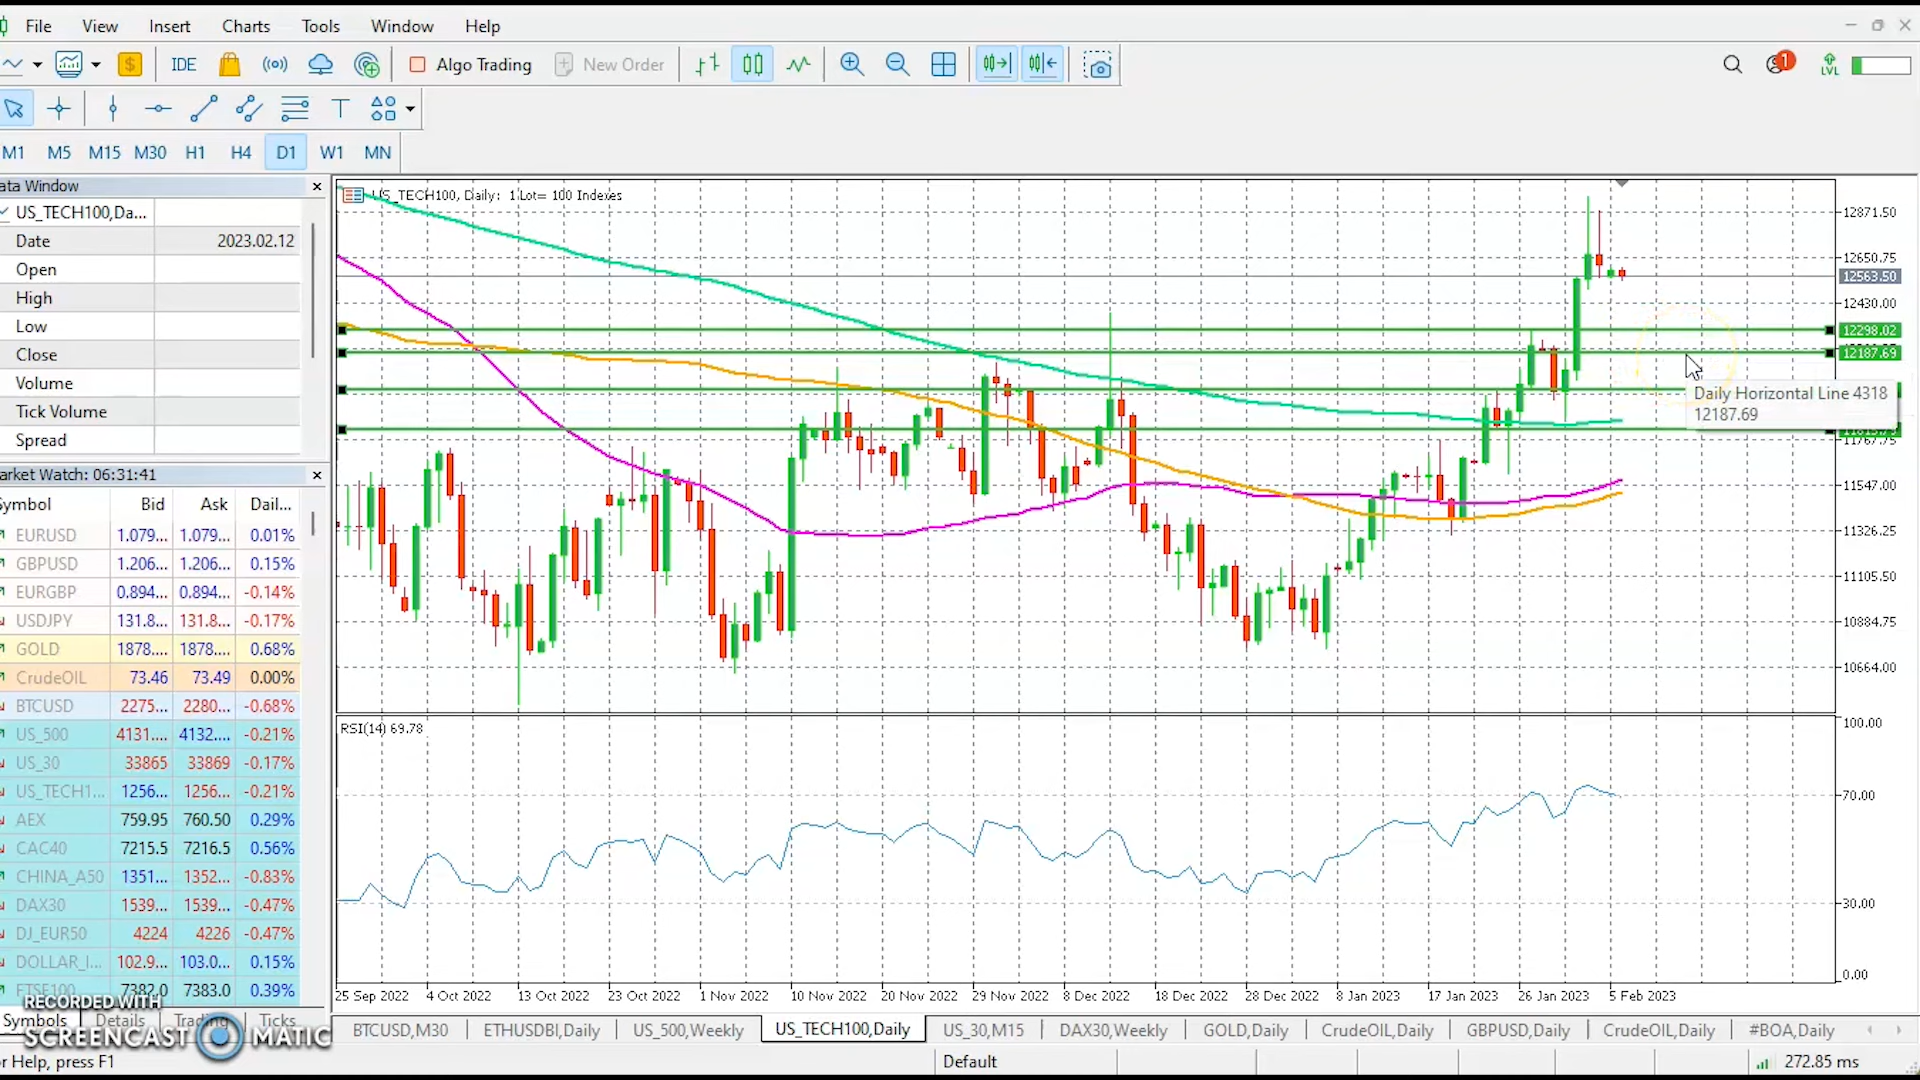 File View Insert Charts Tools Window Help
$ IDE Algo Trading New Order 1 LVL
T
M1 M5 M15 M30 H1 H4 D1 W1 MN
ata Window
US_TECH100,Da...
Date 2023.02.12
Open
High
Low
Close
Volume
Tick Volume
Spread
arket Watch: 06:31:41
Symbol Bid Ask Dail...
EURUSD 1.079... 1.079... 0.01%
GBPUSD 1.206... 1.206... 0.15%
EURGBP 0.894... 0.894... -0.14%
USDJPY 131.8... 131.8... -0.17%
GOLD 1878.... 1878.... 0.68%
CrudeOIL 73.46 73.49 0.00%
BTCUSD 2275... 2280... -0.68%
US_500 4131.... 4132.... -0.21%
US_30 33865 33869 -0.17%
US_TECH1... 1256... 1256... -0.21%
AEX 759.95 760.50 0.29%
CAC40 7215.5 7216.5 0.56%
CHINA_A50 1351... 1352... -0.83%
DAX30 1539... 1539... -0.47%
DJ_EUR50 4224 4226 -0.47%
DOLLAR_I... 102.9... 103.0... 0.15%
FTSE100 7382.0 7383.0 0.39%
Symbols Details Trading Ticks
RECORDED WITH
SCREENCAST MATIC
US_TECH100, Daily: 1 Lot= 100 Indexes
12871.50
12650.75
12563.50
12430.00
12298.02
12187.69
Daily Horizontal Line 4318
12187.69
11767.75
11547.00
11326.25
11105.50
10884.75
10664.00
RSI(14) 69.78
100.00
70.00
30.00
0.00
25 Sep 2022 4 Oct 2022 13 Oct 2022 23 Oct 2022 1 Nov 2022 10 Nov 2022 20 Nov 2022 29 Nov 2022 8 Dec 2022 18 Dec 2022 28 Dec 2022 8 Jan 2023 17 Jan 2023 26 Jan 2023 5 Feb 2023
BTCUSD,M30 ETHUSDBI,Daily US_500,Weekly US_TECH100,Daily US_30,M15 DAX30,Weekly GOLD,Daily CrudeOIL,Daily GBPUSD,Daily CrudeOIL,Daily #BOA,Daily
or Help, press F1 Default 272.85 ms